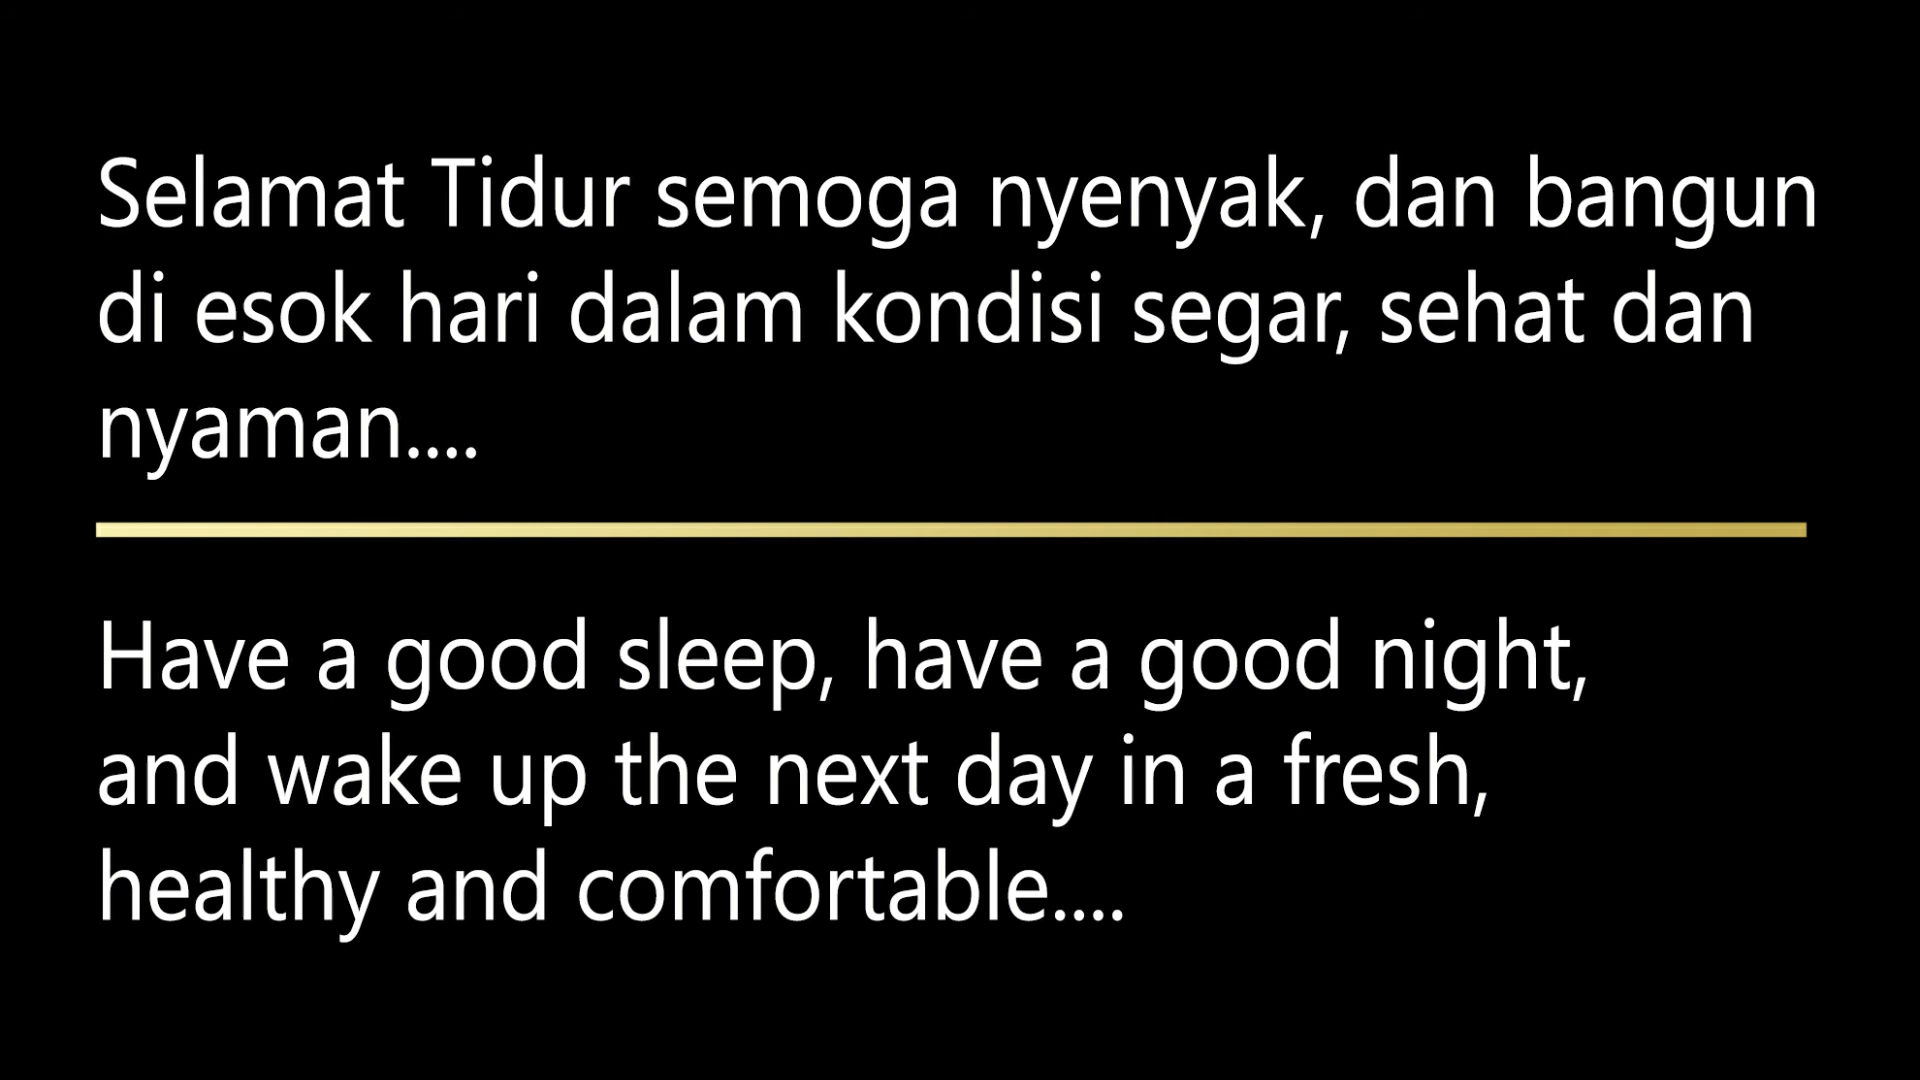 Selamat Tidur semoga nyenyak, dan bangun
di esok hari dalam kondisi segar, sehat dan
nyaman....
Have a good sleep, have a good night,
and wake up the next day in a fresh,
healthy and comfortable....